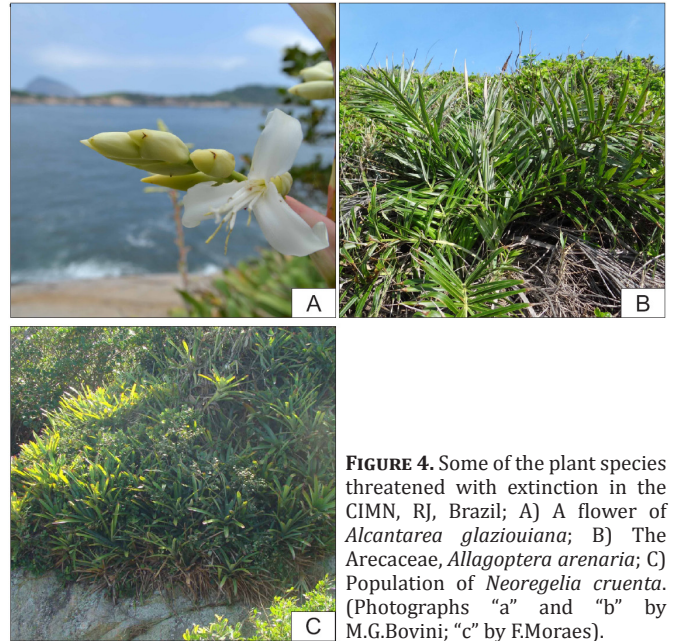 A
B
C
FIGURE 4. Some of the plant species
threatened with extinction in the
CIMN, RJ, Brazil; A) A flower of
Alcantarea glaziouiana; B) The
Arecaceae, Allagoptera arenaria; C)
Population of Neoregelia cruenta.
(Photographs “a” and “b” by
M.G.Bovini; “c” by F.Moraes).